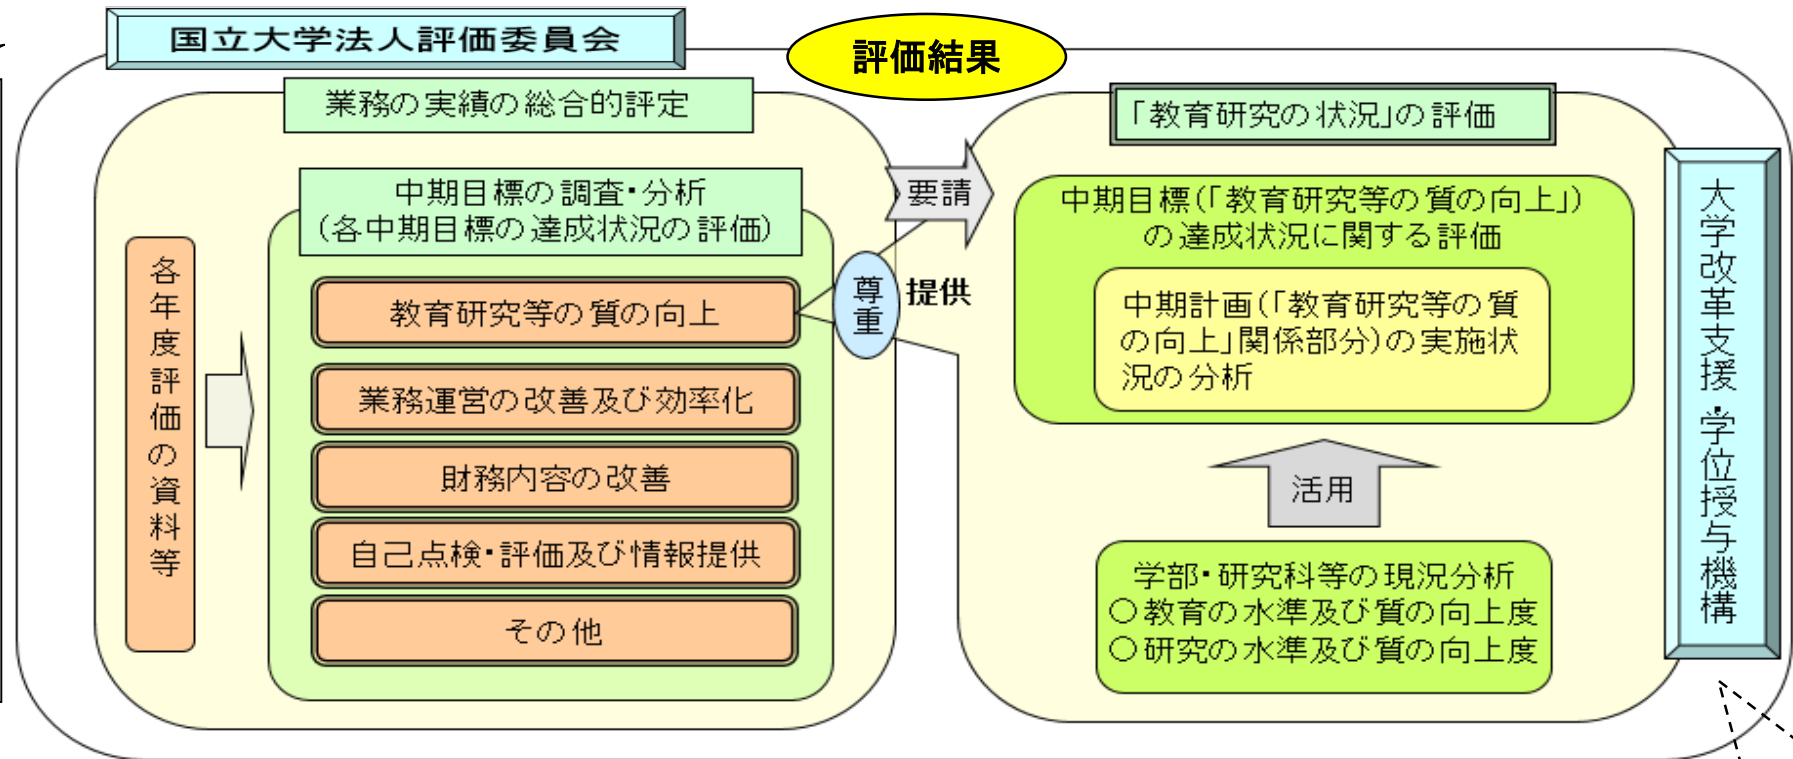 国立大学法人評価委員会
評価結果
業務の実績の総合的評定
「教育研究の状況」の評価
中期目標の調査・分析
(各中期目標の達成状況の評価)
要請
中期目標(「教育研究等の質の向上」)
の達成状況に関する評価
各年度評価の資料等
教育研究等の質の向上
尊重
提供
中期計画(「教育研究等の質
の向上」関係部分)の実施状
況の分析
業務運営の改善及び効率化
財務内容の改善
活用
自己点検・評価及び情報提供
その他
学部・研究科等の現況分析
○教育の水準及び質の向上度
○研究の水準及び質の向上度
大学改革支援・学位授与機構